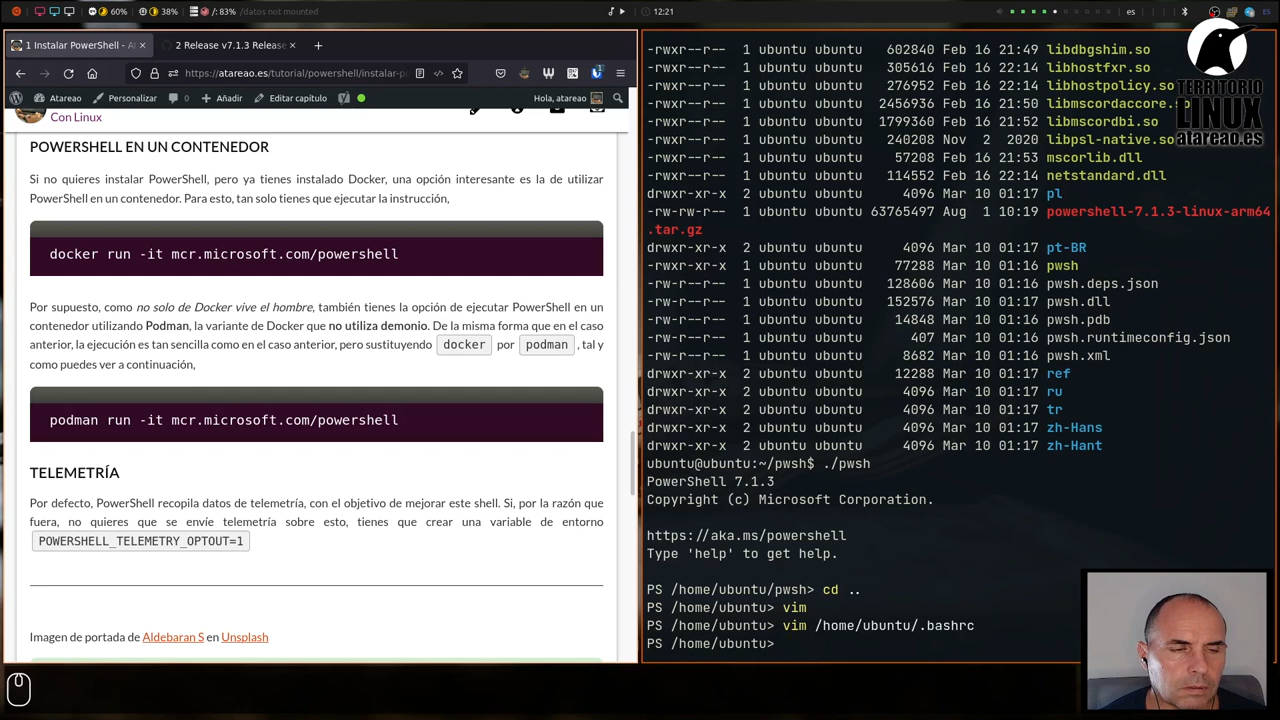 60% 38% /: 83% /datos not mounted
12:21
es
ES
1 Instalar PowerShell - At
2 Release v7.1.3 Release
https://atareao.es/tutorial/powershell/instalar-po
Atareao Personalizar 0 Añadir Editar capítulo Hola, atareao
Con Linux
POWERSHELL EN UN CONTENEDOR
Si no quieres instalar PowerShell, pero ya tienes instalado Docker, una opción interesante es la de utilizar
PowerShell en un contenedor. Para esto, tan solo tienes que ejecutar la instrucción,
docker run -it mcr.microsoft.com/powershell
Por supuesto, como no solo de Docker vive el hombre, también tienes la opción de ejecutar PowerShell en un
contenedor utilizando Podman, la variante de Docker que no utiliza demonio. De la misma forma que en el caso
anterior, la ejecución es tan sencilla como en el caso anterior, pero sustituyendo docker por podman, tal y
como puedes ver a continuación,
podman run -it mcr.microsoft.com/powershell
TELEMETRÍA
Por defecto, PowerShell recopila datos de telemetría, con el objetivo de mejorar este shell. Si, por la razón que
fuera, no quieres que se envíe telemetría sobre esto, tienes que crear una variable de entorno
POWERSHELL_TELEMETRY_OPTOUT=1
Imagen de portada de Aldebaran S en Unsplash
-rwxr--r-- 1 ubuntu ubuntu 602840 Feb 16 21:49 libdbgshim.so
-rwxr--r-- 1 ubuntu ubuntu 305616 Feb 16 22:14 libhostfxr.so
-rwxr--r-- 1 ubuntu ubuntu 276952 Feb 16 22:14 libhostpolicy.so
-rwxr--r-- 1 ubuntu ubuntu 2456936 Feb 16 21:50 libmscordaccore.so
-rwxr--r-- 1 ubuntu ubuntu 1799360 Feb 16 21:52 libmscordbi.so
-rwxr--r-- 1 ubuntu ubuntu 240208 Nov 2 2020 libpsl-native.so
-rwxr--r-- 1 ubuntu ubuntu 57208 Feb 16 21:53 mscorlib.dll
-rwxr--r-- 1 ubuntu ubuntu 114552 Feb 16 22:14 netstandard.dll
drwxr-xr-x 2 ubuntu ubuntu 4096 Mar 10 01:17 pl
-rw-rw-r-- 1 ubuntu ubuntu 63765497 Aug 1 10:19 powershell-7.1.3-linux-arm64
.tar.gz
drwxr-xr-x 2 ubuntu ubuntu 4096 Mar 10 01:17 pt-BR
-rwxr-xr-x 1 ubuntu ubuntu 77288 Mar 10 01:16 pwsh
-rw-r--r-- 1 ubuntu ubuntu 128606 Mar 10 01:16 pwsh.deps.json
-rw-r--r-- 1 ubuntu ubuntu 152576 Mar 10 01:17 pwsh.dll
-rw-r--r-- 1 ubuntu ubuntu 14848 Mar 10 01:17 pwsh.pdb
-rw-r--r-- 1 ubuntu ubuntu 407 Mar 10 01:16 pwsh.runtimeconfig.json
-rw-r--r-- 1 ubuntu ubuntu 8682 Mar 10 01:16 pwsh.xml
drwxr-xr-x 2 ubuntu ubuntu 12288 Mar 10 01:17 ref
drwxr-xr-x 2 ubuntu ubuntu 4096 Mar 10 01:17 ru
drwxr-xr-x 2 ubuntu ubuntu 4096 Mar 10 01:17 tr
drwxr-xr-x 2 ubuntu ubuntu 4096 Mar 10 01:17 zh-Hans
drwxr-xr-x 2 ubuntu ubuntu 4096 Mar 10 01:17 zh-Hant
ubuntu@ubuntu:~/pwsh$ ./pwsh
PowerShell 7.1.3
Copyright (c) Microsoft Corporation.
https://aka.ms/powershell
Type 'help' to get help.
PS /home/ubuntu/pwsh> cd ..
PS /home/ubuntu> vim
PS /home/ubuntu> vim /home/ubuntu/.bashrc
PS /home/ubuntu>
TERRITORIO
LINUX
atareao.es